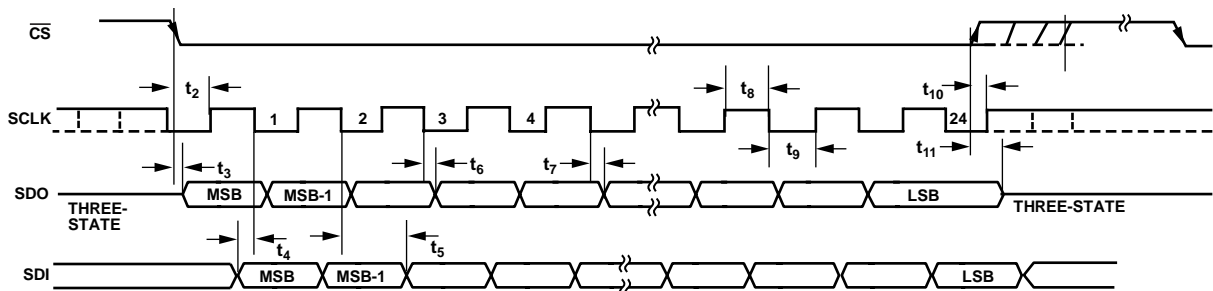 CS
t2
t8
t10
SCLK
1
2
3
4
24
t3
t6
t7
t9
t11
SDO
MSB
MSB-1
LSB
THREE-
STATE
THREE-STATE
t4
t5
SDI
MSB
MSB-1
LSB